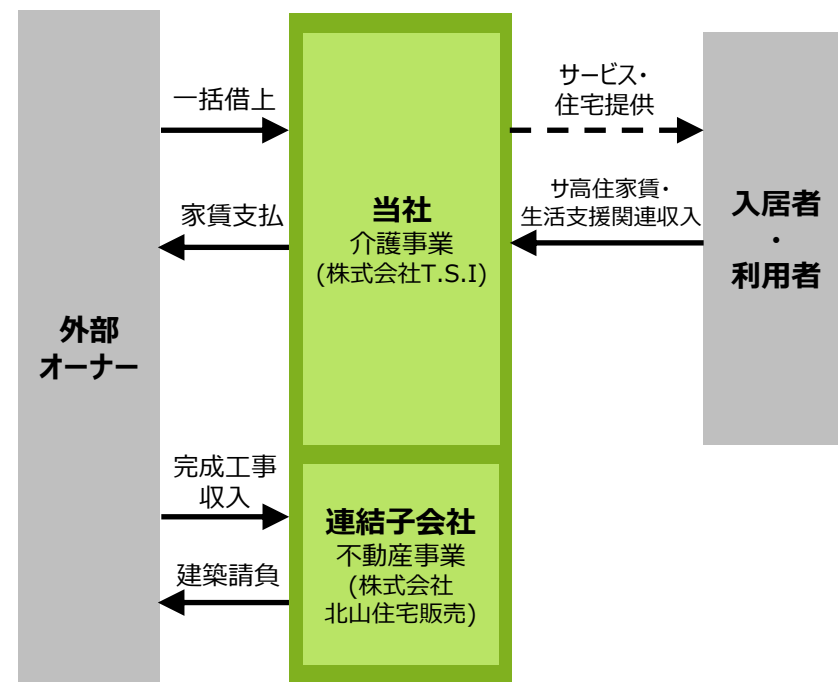 外部
オーナー
一括借上
家賃支払
完成工事
収入
建築請負
当社
介護事業
(株式会社T.S.I)
連結子会社
不動産事業
(株式会社
北山住宅販売)
サービス・
住宅提供
サ高住家賃・
生活支援関連収入
入居者
・
利用者